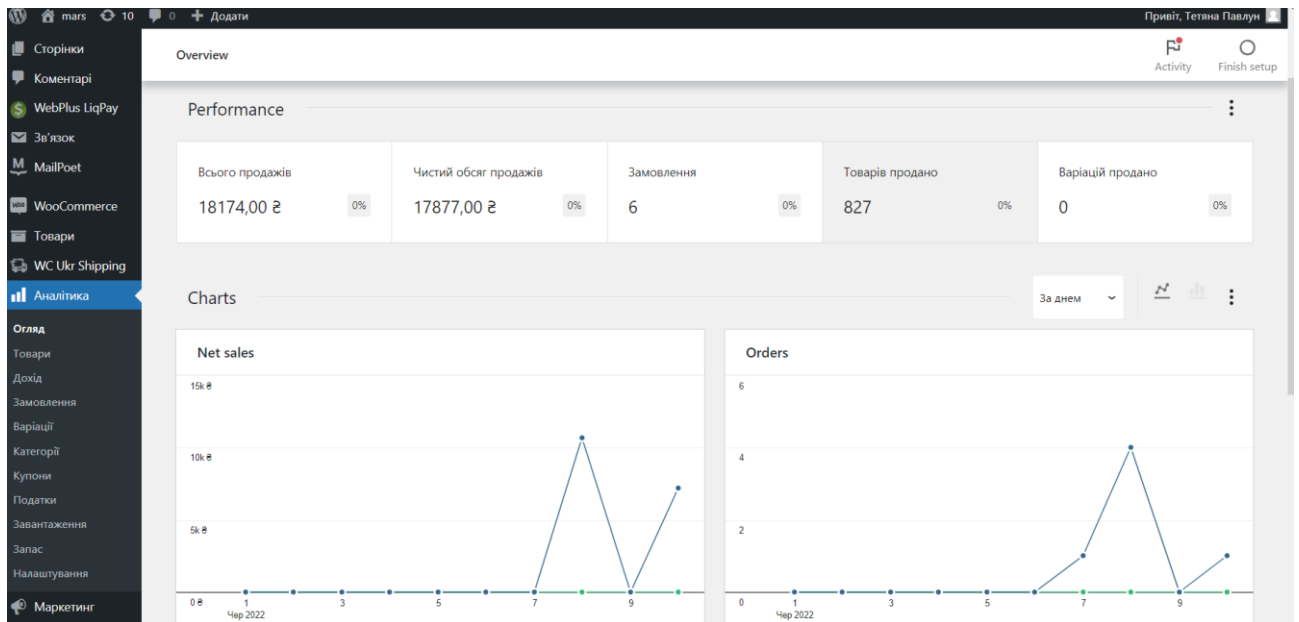 mars 10 0 + Додати Привіт, Тетяна Павлун
Сторінки
Коментарі
WebPlus LiqPay
Зв'язок
MailPoet
WooCommerce
Товари
WC Ukr Shipping
Аналітика
Огляд
Товари
Дохід
Замовлення
Варіації
Категорії
Купони
Податки
Завантаження
Запас
Налаштування
Маркетинг
Overview
Activity Finish setup
Performance
Всього продажів
18174,00 ₴ 0%
Чистий обсяг продажів
17877,00 ₴ 0%
Замовлення
6 0%
Товарів продано
827 0%
Варіацій продано
0 0%
Charts За днем
Net sales
15k ₴
10k ₴
5k ₴
0 ₴
1 3 5 7 9
Чер 2022
Orders
6
4
2
0
1 3 5 7 9
Чер 2022